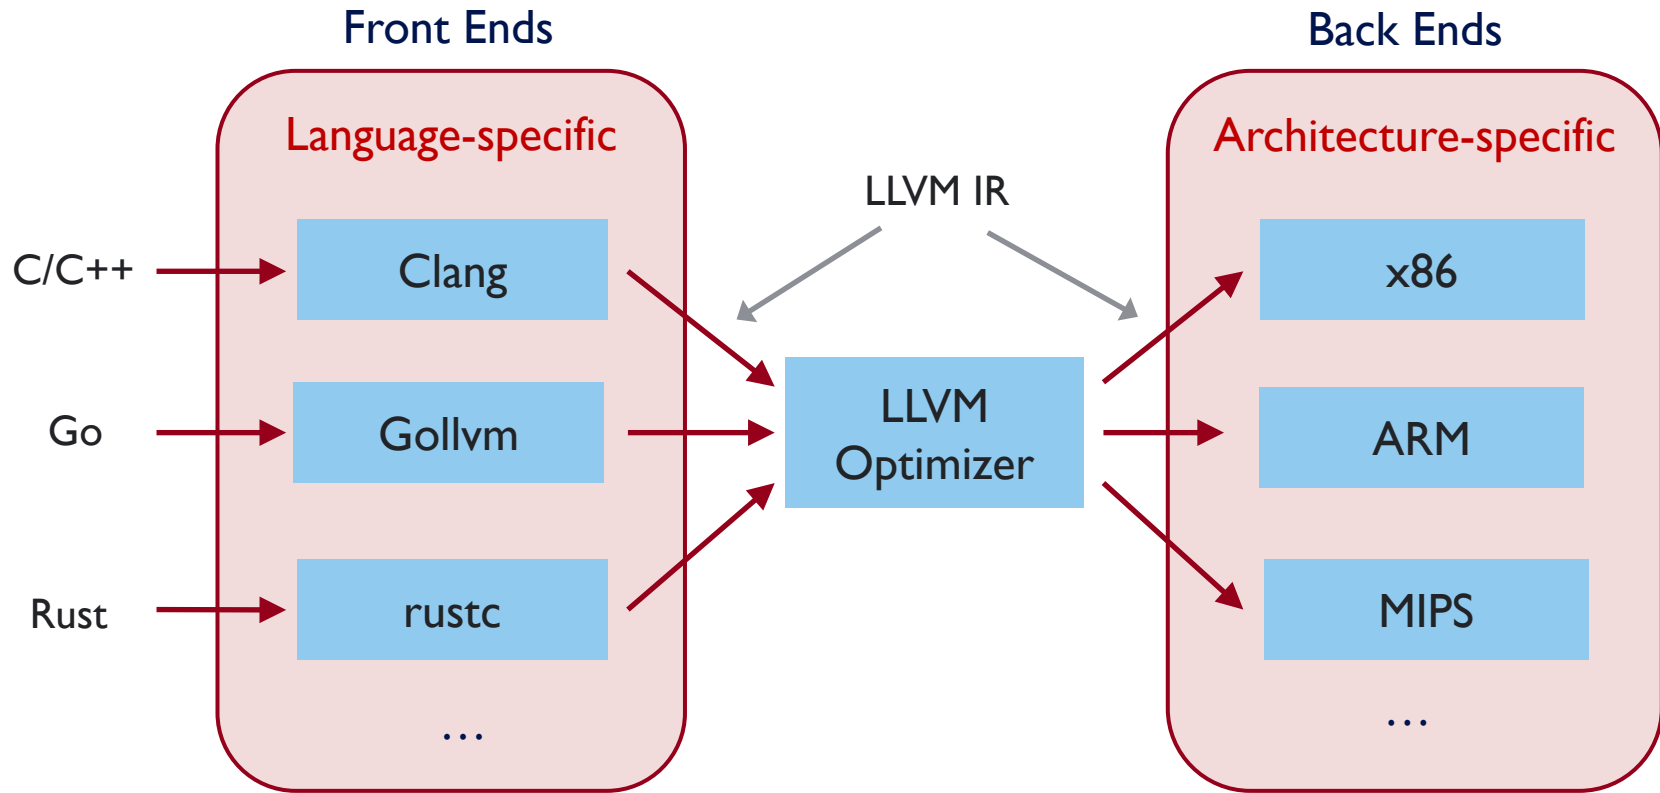 Front Ends
Back Ends
Language-specific
Architecture-specific
LLVM IR
C/C++
Clang
x86
Go
Gollvm
LLVM
Optimizer
ARM
Rust
rustc
MIPS
...
...